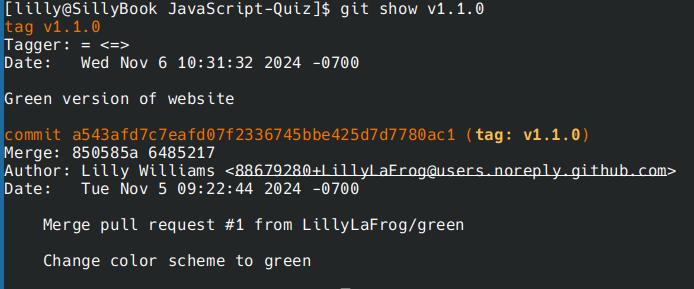 [lilly@SillyBook JavaScript-Quiz]$ git show v1.1.0
tag v1.1.0
Tagger: = <=>
Date:   Wed Nov 6 10:31:32 2024 -0700
Green version of website
commit a543afd7c7eafd07f2336745bbe425d7d7780ac1 (tag: v1.1.0)
Merge: 850585a 6485217
Author: Lilly Williams <88679280+LillyLaFrog@users.noreply.github.com>
Date:   Tue Nov 5 09:22:44 2024 -0700
    Merge pull request #1 from LillyLaFrog/green
    Change color scheme to green